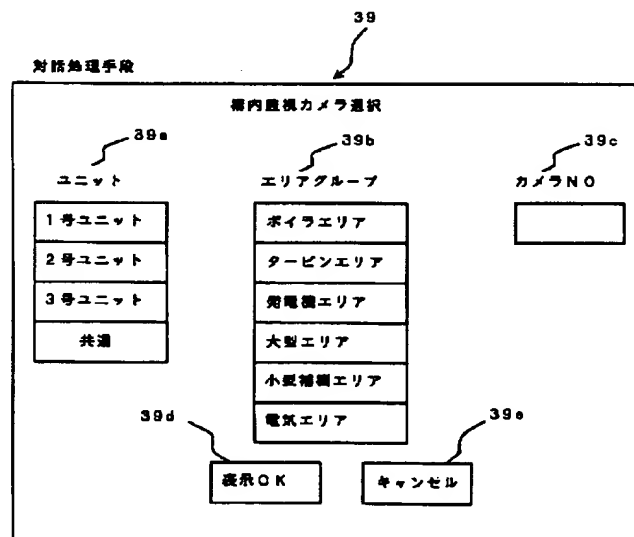 39
対話処理手段
構内監視カメラ選択
39a
39b
39c
ユニット
エリアグループ
カメラNO
1号ユニット
2号ユニット
3号ユニット
共通
ボイラエリア
タービンエリア
発電機エリア
大型エリア
小型補機エリア
電気エリア
39d
39e
表示OK
キャンセル